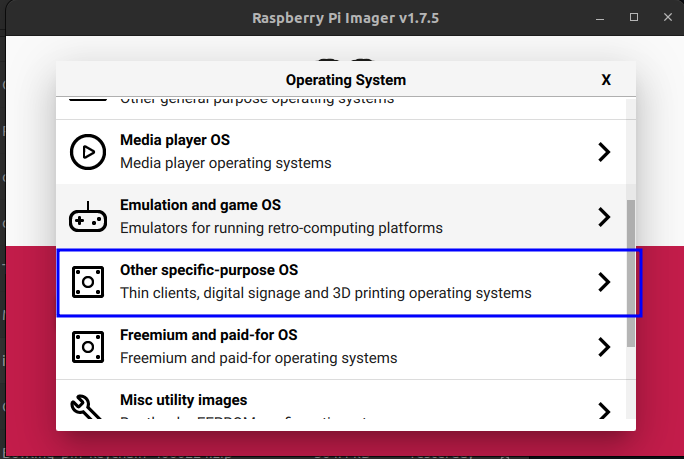 Raspberry Pi Imager v1.7.5
Operating System
X
Other general purpose operating systems
Media player OS
Media player operating systems
Emulation and game OS
Emulators for running retro-computing platforms
Other specific-purpose OS
Thin clients, digital signage and 3D printing operating systems
Freemium and paid-for OS
Freemium and paid-for operating systems
Misc utility images